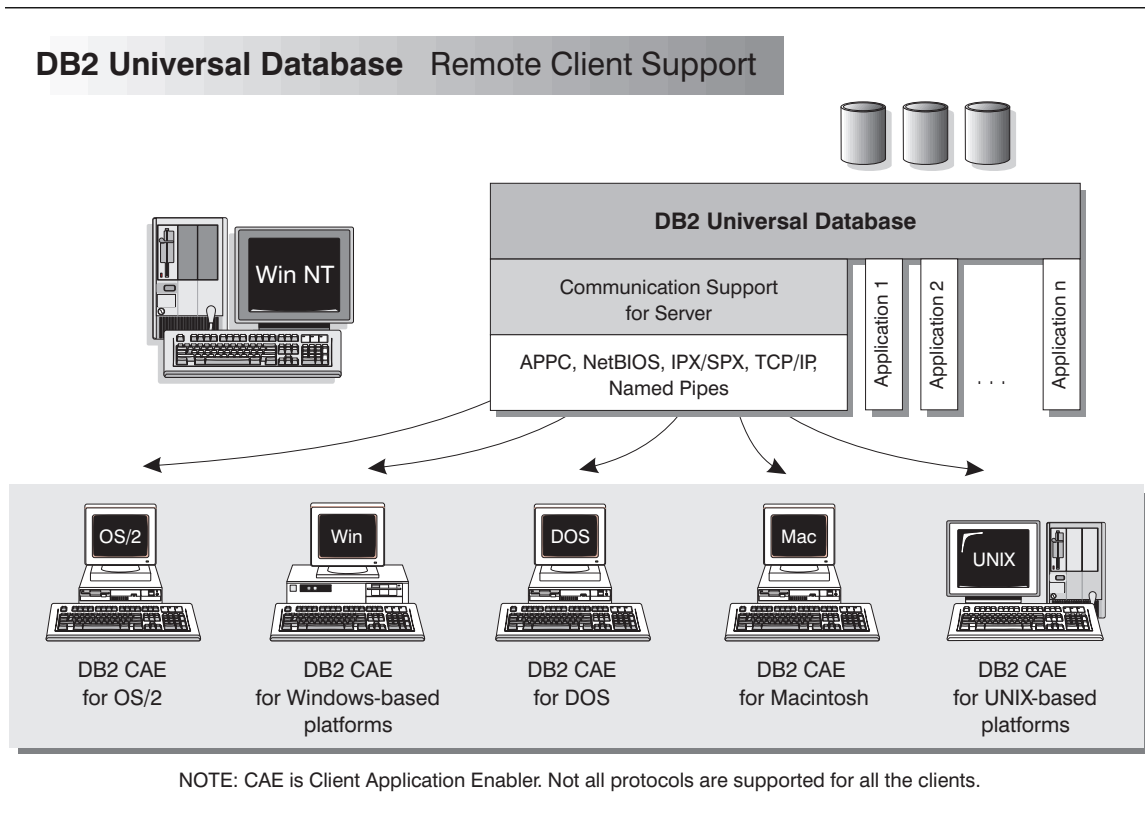 DB2 Universal Database Remote Client Support
Win NT
DB2 Universal Database
Communication Support
for Server
APPC, NetBIOS, IPX/SPX, TCP/IP,
Named Pipes
Application 1
Application 2
. . .
Application n
OS/2
Win
DOS
Mac
UNIX
DB2 CAE
for OS/2
DB2 CAE
for Windows-based
platforms
DB2 CAE
for DOS
DB2 CAE
for Macintosh
DB2 CAE
for UNIX-based
platforms
NOTE: CAE is Client Application Enabler. Not all protocols are supported for all the clients.